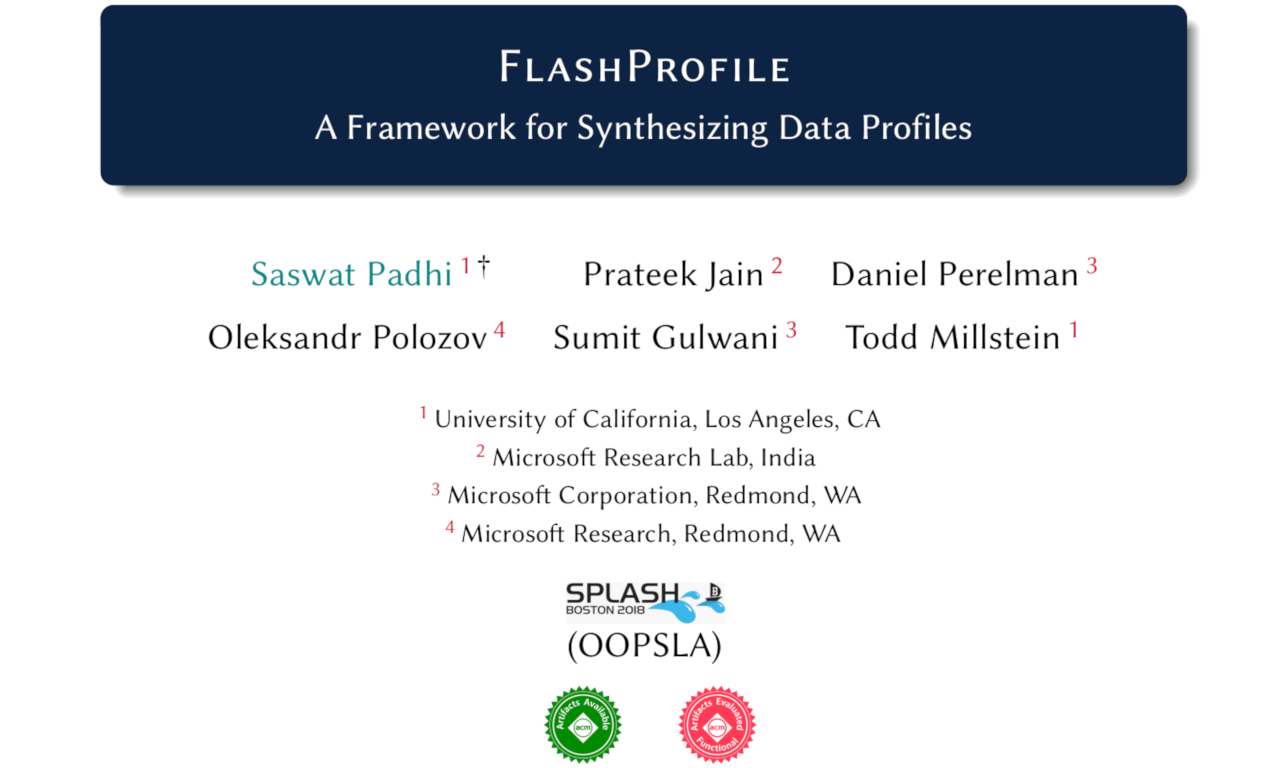 FLASHPROFILE
A Framework for Synthesizing Data Profiles
Saswat Padhi 1 † Prateek Jain 2 Daniel Perelman 3
Oleksandr Polozov 4 Sumit Gulwani 3 Todd Millstein 1
1 University of California, Los Angeles, CA
2 Microsoft Research Lab, India
3 Microsoft Corporation, Redmond, WA
4 Microsoft Research, Redmond, WA
SPLASH B
BOSTON 2018
(OOPSLA)
Artifacts Available acm
Artifacts Evaluated acm Functional